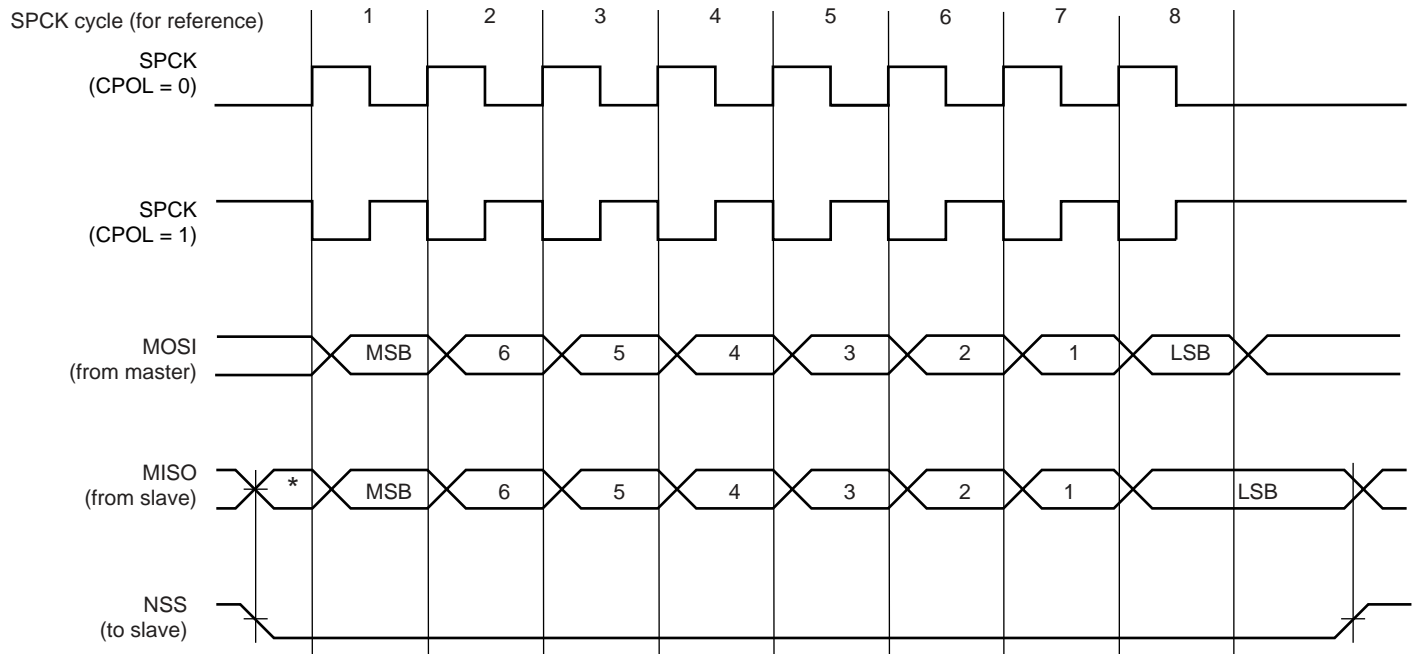 SPCK cycle (for reference) 1 2 3 4 5 6 7 8
SPCK
(CPOL = 0)
SPCK
(CPOL = 1)
MOSI
(from master)
MSB 6 5 4 3 2 1 LSB
MISO
(from slave)
* MSB 6 5 4 3 2 1 LSB
NSS
(to slave)